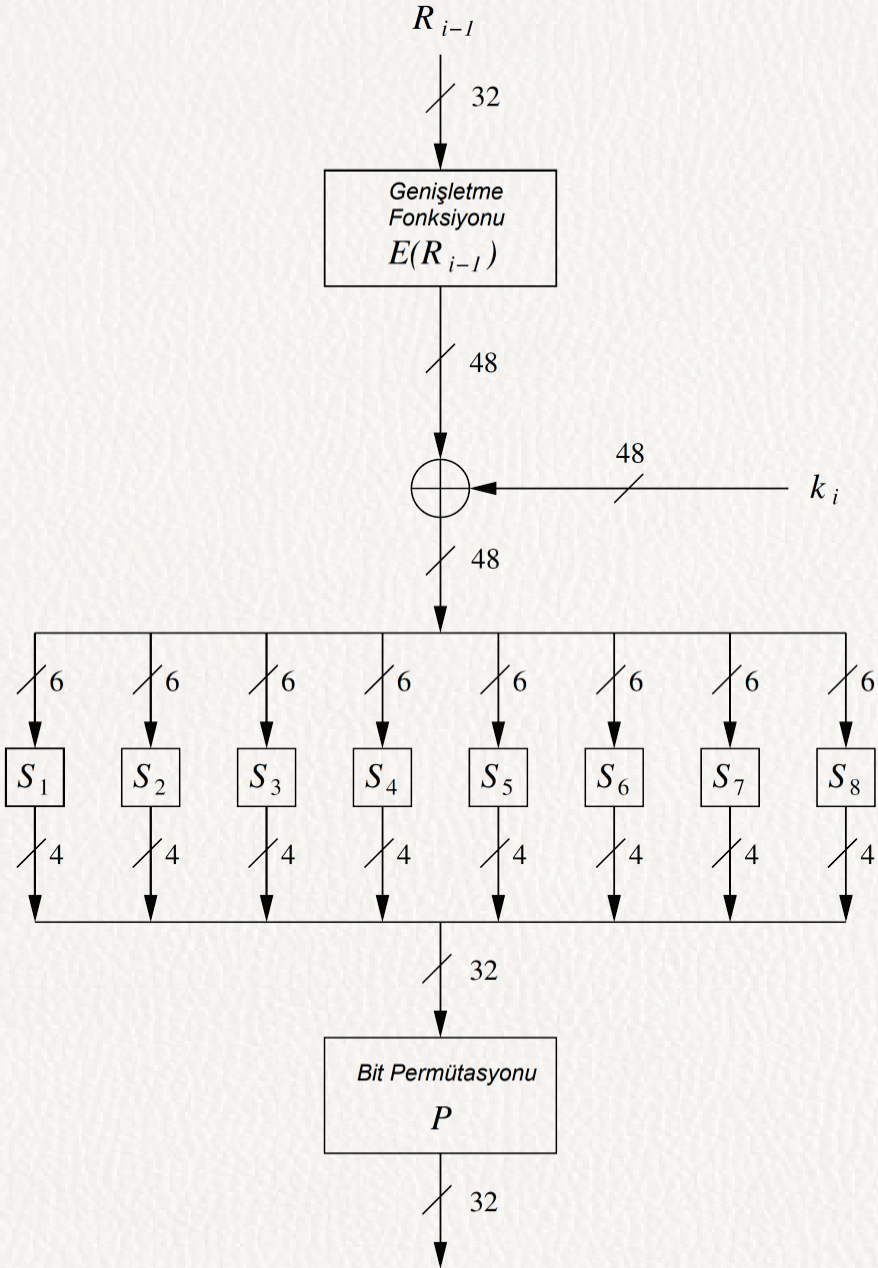 R i−1
32
Genişletme
Fonksiyonu
E(R i−1)
48
48
k i
48
6 6 6 6 6 6 6 6
S1 S2 S3 S4 S5 S6 S7 S8
4 4 4 4 4 4 4 4
32
Bit Permütasyonu
P
32